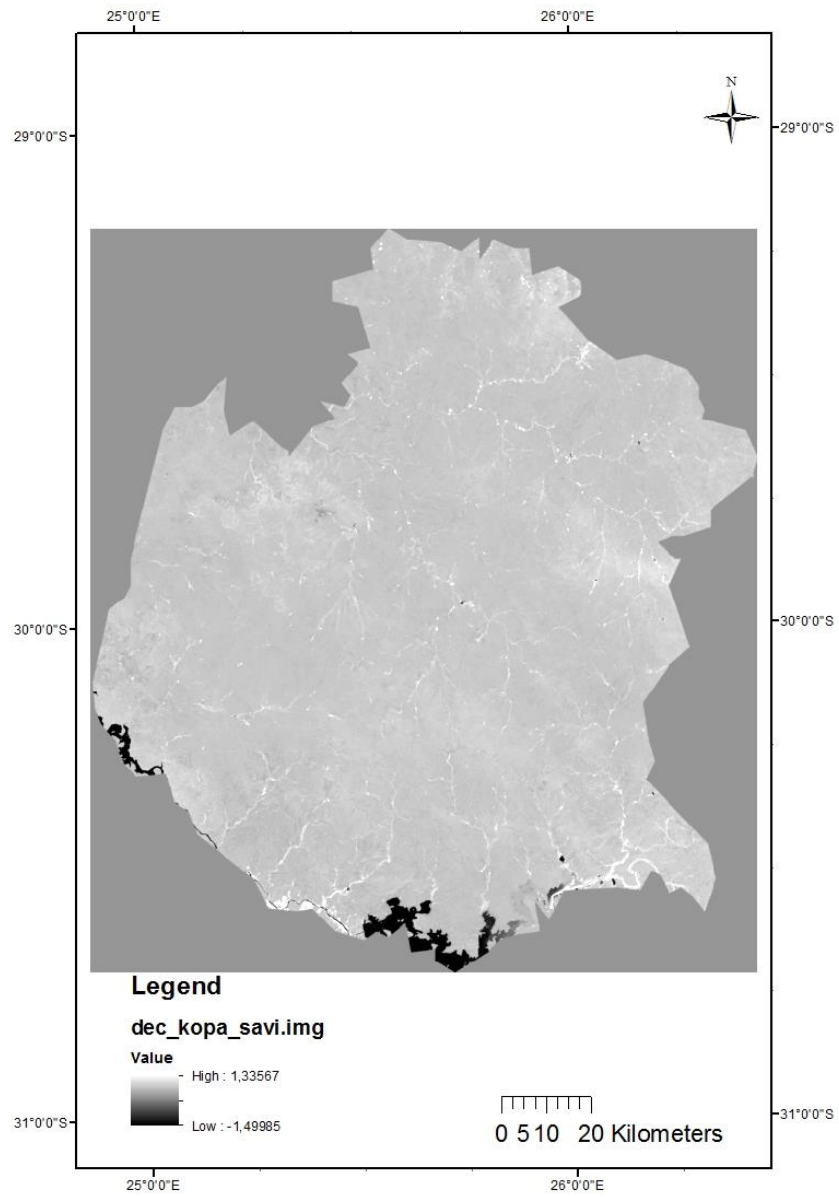 25°0'0"E 26°0'0"E
N
29°0'0"S 29°0'0"S
30°0'0"S 30°0'0"S
Legend
dec_kopa_savi.img
Value
High : 1,33567
Low : -1,49985
31°0'0"S 31°0'0"S
0 5 10 20 Kilometers
25°0'0"E 26°0'0"E